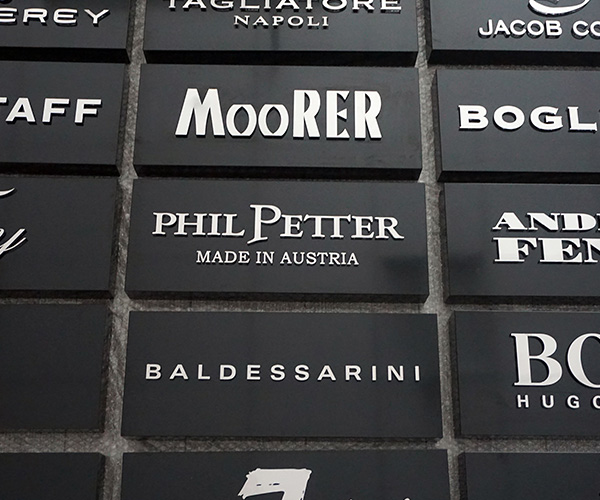 EREY
TAGLIATORE
NAPOLI
JACOB CO
TAFF
MOORER
BOGL
PHIL PETTER
MADE IN AUSTRIA
AND
FEN
BALDESSARINI
BO
HUGO